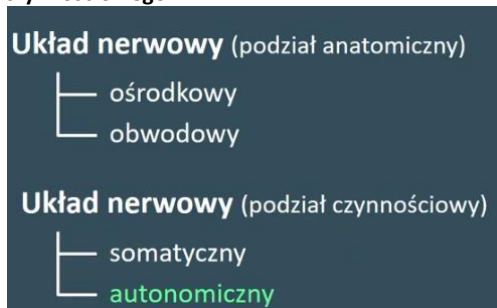 Układ nerwowy (podział anatomiczny)
ośrodkowy
obwodowy
Układ nerwowy (podział czynnościowy)
somatyczny
autonomiczny